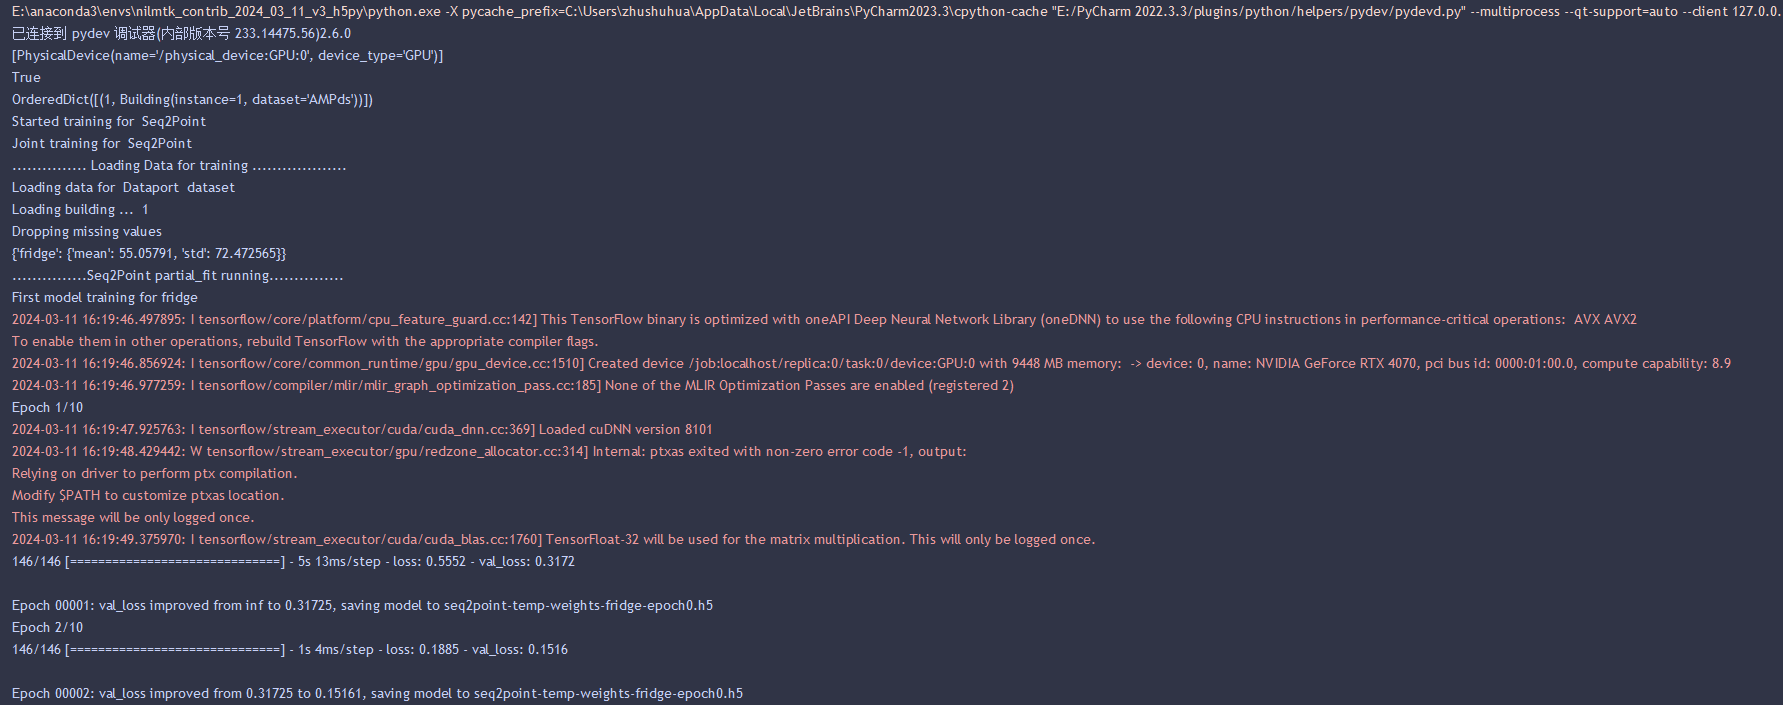 E:\anaconda3\envs\nilmtk_contrib_2024_03_11_v3_h5py\python.exe -X pycache_prefix=C:\Users\zhushuhua\AppData\Local\JetBrains\PyCharm2023.3\cpython-cache "E:/PyCharm 2022.3.3/plugins/python/helpers/pydev/pydevd.py" --multiprocess --qt-support=auto --client 127.0.0.
已连接到 pydev 调试器(内部版本号 233.14475.56)2.6.0
[PhysicalDevice(name='/physical_device:GPU:0', device_type='GPU')]
True
OrderedDict([(1, Building(instance=1, dataset='AMPds'))])
Started training for  Seq2Point
Joint training for  Seq2Point
............... Loading Data for training ...................
Loading data for  Dataport  dataset
Loading building ...  1
Dropping missing values
{'fridge': {'mean': 55.05791, 'std': 72.472565}}
...............Seq2Point partial_fit running...............
First model training for fridge
2024-03-11 16:19:46.497895: I tensorflow/core/platform/cpu_feature_guard.cc:142] This TensorFlow binary is optimized with oneAPI Deep Neural Network Library (oneDNN) to use the following CPU instructions in performance-critical operations:  AVX AVX2
To enable them in other operations, rebuild TensorFlow with the appropriate compiler flags.
2024-03-11 16:19:46.856924: I tensorflow/core/common_runtime/gpu/gpu_device.cc:1510] Created device /job:localhost/replica:0/task:0/device:GPU:0 with 9448 MB memory:  -> device: 0, name: NVIDIA GeForce RTX 4070, pci bus id: 0000:01:00.0, compute capability: 8.9
2024-03-11 16:19:46.977259: I tensorflow/compiler/mlir/mlir_graph_optimization_pass.cc:185] None of the MLIR Optimization Passes are enabled (registered 2)
Epoch 1/10
2024-03-11 16:19:47.925763: I tensorflow/stream_executor/cuda/cuda_dnn.cc:369] Loaded cuDNN version 8101
2024-03-11 16:19:48.429442: W tensorflow/stream_executor/gpu/redzone_allocator.cc:314] Internal: ptxas exited with non-zero error code -1, output:
Relying on driver to perform ptx compilation.
Modify $PATH to customize ptxas location.
This message will be only logged once.
2024-03-11 16:19:49.375970: I tensorflow/stream_executor/cuda/cuda_blas.cc:1760] TensorFloat-32 will be used for the matrix multiplication. This will only be logged once.
146/146 [==============================] - 5s 13ms/step - loss: 0.5552 - val_loss: 0.3172
Epoch 00001: val_loss improved from inf to 0.31725, saving model to seq2point-temp-weights-fridge-epoch0.h5
Epoch 2/10
146/146 [==============================] - 1s 4ms/step - loss: 0.1885 - val_loss: 0.1516
Epoch 00002: val_loss improved from 0.31725 to 0.15161, saving model to seq2point-temp-weights-fridge-epoch0.h5